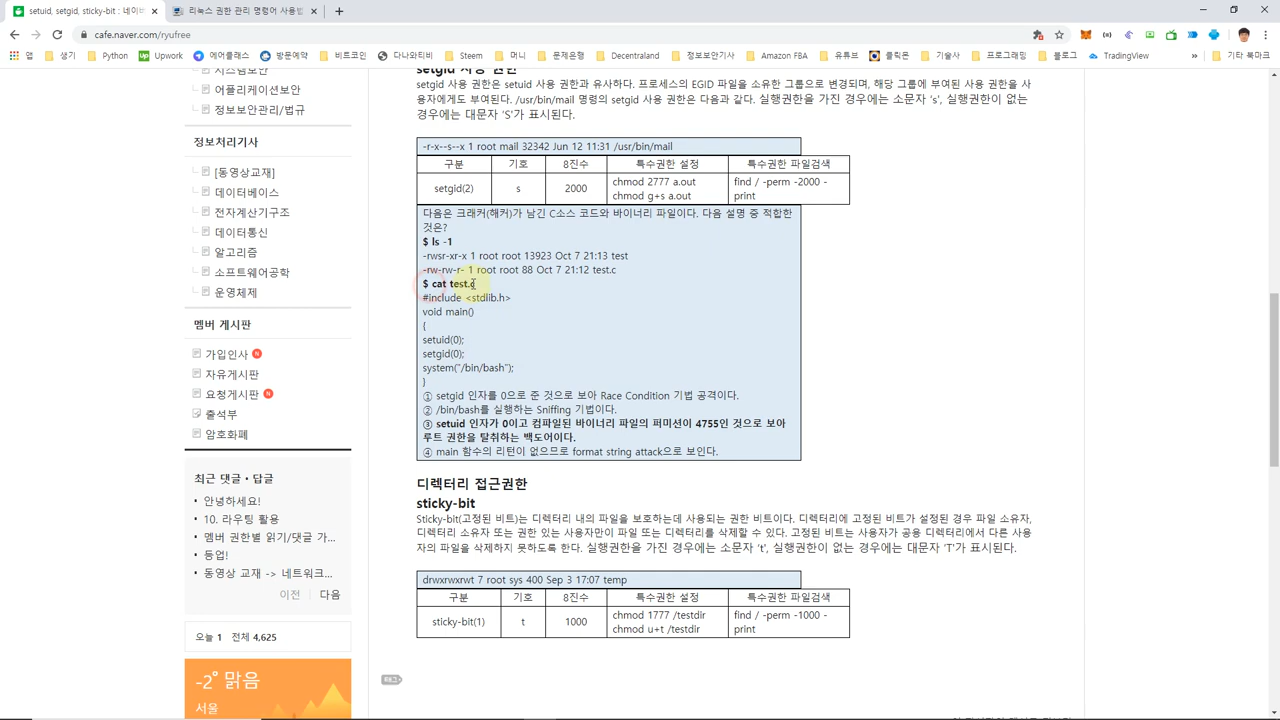 setuid, setgid, sticky-bit : 네이버
리눅스 권한 관리 명령어 사용법
cafe.naver.com/ryufree
앱
생기
Python
Upwork
에어클래스
방문예약
비트코인
다나와티비
Steem
머니
문제은행
Decentraland
정보보안기사
Amazon FBA
유튜브
클릭돈
기술사
프로그래밍
블로그
TradingView
»
기타 북마크
시스템보안
어플리케이션보안
정보보안관리/법규
정보처리기사
[동영상교재]
데이터베이스
전자계산기구조
데이터통신
알고리즘
소프트웨어공학
운영체제
멤버 게시판
가입인사 N
자유게시판
요청게시판 N
출석부
암호화폐
최근 댓글 · 답글
안녕하세요!
10. 라우팅 활용
멤버 권한별 읽기/댓글 가...
등업!
동영상 교재 -> 네트워크...
이전 다음
오늘 1 전체 4,625
-2˚ 맑음
서울
setgid 사용 권한
setgid 사용 권한은 setuid 사용 권한과 유사하다. 프로세스의 EGID 파일을 소유한 그룹으로 변경되며, 해당 그룹에 부여된 사용 권한을 사
용자에게도 부여된다. /usr/bin/mail 명령의 setgid 사용 권한은 다음과 같다. 실행권한을 가진 경우에는 소문자 ‘s’, 실행권한이 없는
경우에는 대문자 ‘S’가 표시된다.
-r-x--s--x 1 root mail 32342 Jun 12 11:31 /usr/bin/mail
구분 기호 8진수 특수권한 설정 특수권한 파일검색
setgid(2) s 2000 chmod 2777 a.out find / -perm -2000 -
chmod g+s a.out print
다음은 크래커(해커)가 남긴 C소스 코드와 바이너리 파일이다. 다음 설명 중 적합한
것은?
$ ls -1
-rwsr-xr-x 1 root root 13923 Oct 7 21:13 test
-rw-rw-r- 1 root root 88 Oct 7 21:12 test.c
$ cat test.c
#include <stdlib.h>
void main()
{
setuid(0);
setgid(0);
system("/bin/bash");
}
① setgid 인자를 0으로 준 것으로 보아 Race Condition 기법 공격이다.
② /bin/bash를 실행하는 Sniffing 기법이다.
③ setuid 인자가 0이고 컴파일된 바이너리 파일의 퍼미션이 4755인 것으로 보아
루트 권한을 탈취하는 백도어이다.
④ main 함수의 리턴이 없으므로 format string attack으로 보인다.
디렉터리 접근권한
sticky-bit
Sticky-bit(고정된 비트)는 디렉터리 내의 파일을 보호하는데 사용되는 권한 비트이다. 디렉터리에 고정된 비트가 설정된 경우 파일 소유자,
디렉터리 소유자 또는 권한 있는 사용자만이 파일 또는 디렉터리를 삭제할 수 있다. 고정된 비트는 사용자가 공용 디렉터리에서 다른 사용
자의 파일을 삭제하지 못하도록 한다. 실행권한을 가진 경우에는 소문자 ‘t’, 실행권한이 없는 경우에는 대문자 ‘T’가 표시된다.
drwxrwxrwt 7 root sys 400 Sep 3 17:07 temp
구분 기호 8진수 특수권한 설정 특수권한 파일검색
sticky-bit(1) t 1000 chmod 1777 /testdir find / -perm -1000 -
chmod u+t /testdir print
태그